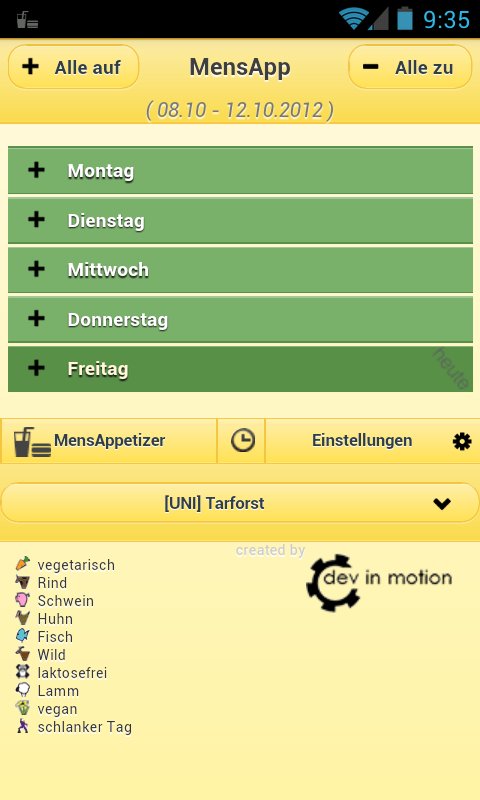 9:35
Alle auf
MensApp
Alle zu
( 08.10 - 12.10.2012 )
Montag
Dienstag
Mittwoch
Donnerstag
Freitag
heute
MensAppetizer
Einstellungen
[UNI] Tarforst
created by
dev in motion
vegetarisch
Rind
Schwein
Huhn
Fisch
Wild
laktosefrei
Lamm
vegan
schlanker Tag